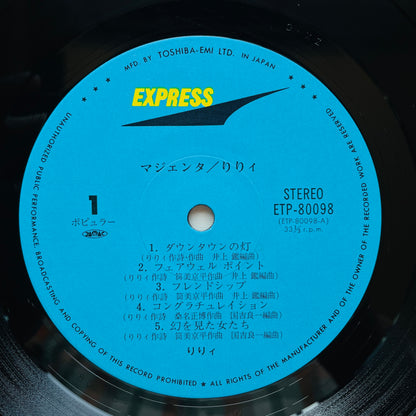 MFD BY TOSHIBA-EMI LTD. IN JAPAN
EXPRESS
マジェンタ/りりィ
1
ポピュラー
STEREO
ETP-80098
(ETP-80098-A)
33⅓ r.p.m.
1. ダウンタウンの灯
りりィ作詩・作曲 井上 鑑編曲
2. フェアウェル ポイント
(りりィ作詩 筒美京平作曲 井上 鑑編曲)
3. フレンドシップ
(りりィ作詩 筒美京平作曲 井上 鑑編曲)
4. コングラチュレイション
(りりィ作詩 桑名正博作曲 国吉良一編曲)
5. 幻を見た女たち
(りりィ作詩 筒美京平作曲 国吉良一編曲)
りりィ
UNAUTHORIZED PUBLIC PERFORMANCE, BROADCASTING AND COPYING OF THIS RECORD PROHIBITED ★ ALL RIGHTS OF THE MANUFACTURER AND OF THE OWNER OF THE RECORDED WORK ARE RESERVED